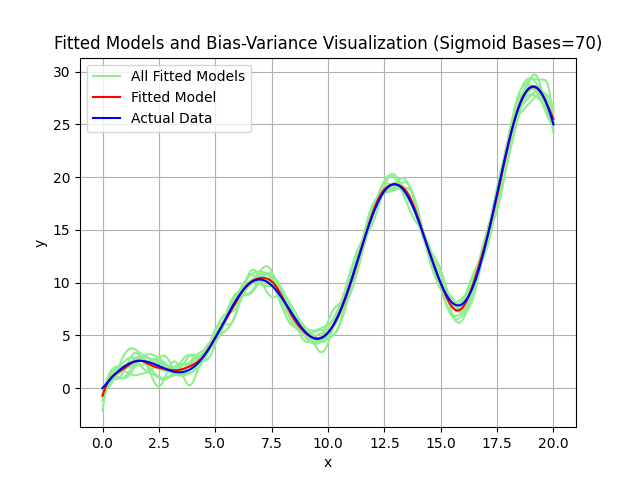 Fitted Models and Bias-Variance Visualization (Sigmoid Bases=70)
All Fitted Models
Fitted Model
Actual Data
30
25
20
15
10
5
0
y
0.0 2.5 5.0 7.5 10.0 12.5 15.0 17.5 20.0
x